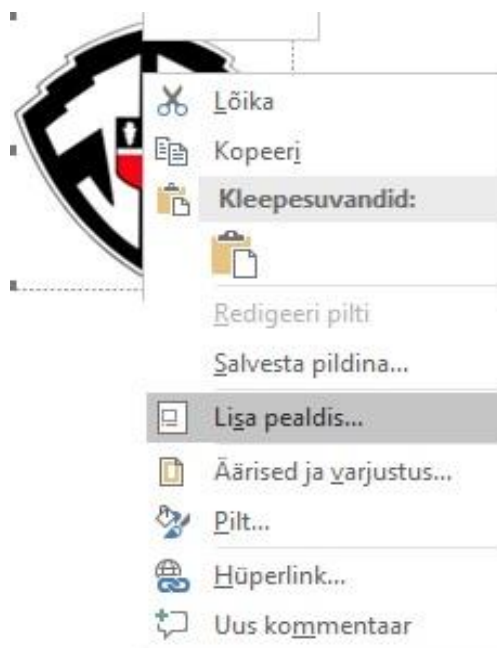 Lõika
Kopeeri
Kleepesuvandid:
Redigeeri pilti
Salvesta pildina...
Lisa pealdis...
Äärised ja varjustus...
Pilt...
Hüperlink...
Uus kommentaar